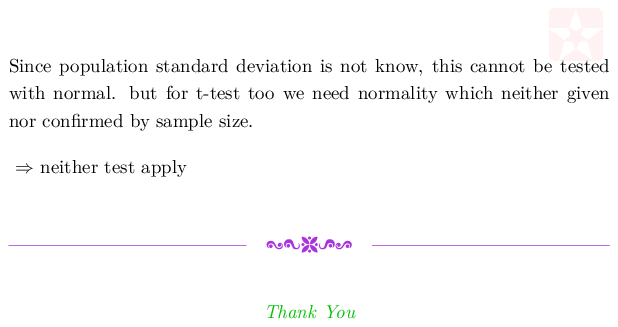 Since population standard deviation is not know, this cannot be tested
with normal. but for t-test too we need normality which neither given
nor confirmed by sample size.
⇒ neither test apply
Thank You